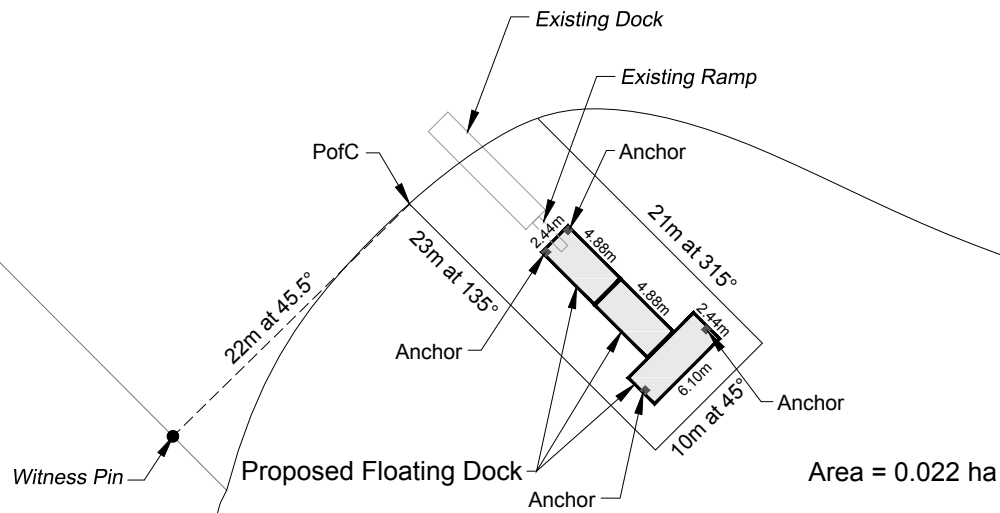 Existing Dock
Existing Ramp
PofC
Anchor
2.44m
4.88m
21m at 315°
23m at 135°
4.88m
22m at 45.5°
2.44m
Anchor
6.10m
Anchor
10m at 45°
Witness Pin
Proposed Floating Dock
Area = 0.022 ha
Anchor